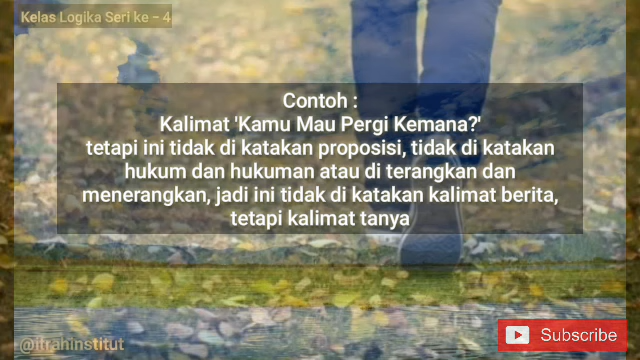 Kelas Logika Seri ke - 4
Contoh :
Kalimat 'Kamu Mau Pergi Kemana?'
tetapi ini tidak di katakan proposisi, tidak di katakan
hukum dan hukuman atau di terangkan dan
menerangkan, jadi ini tidak di katakan kalimat berita,
tetapi kalimat tanya
@itrahinstitut
Subscribe